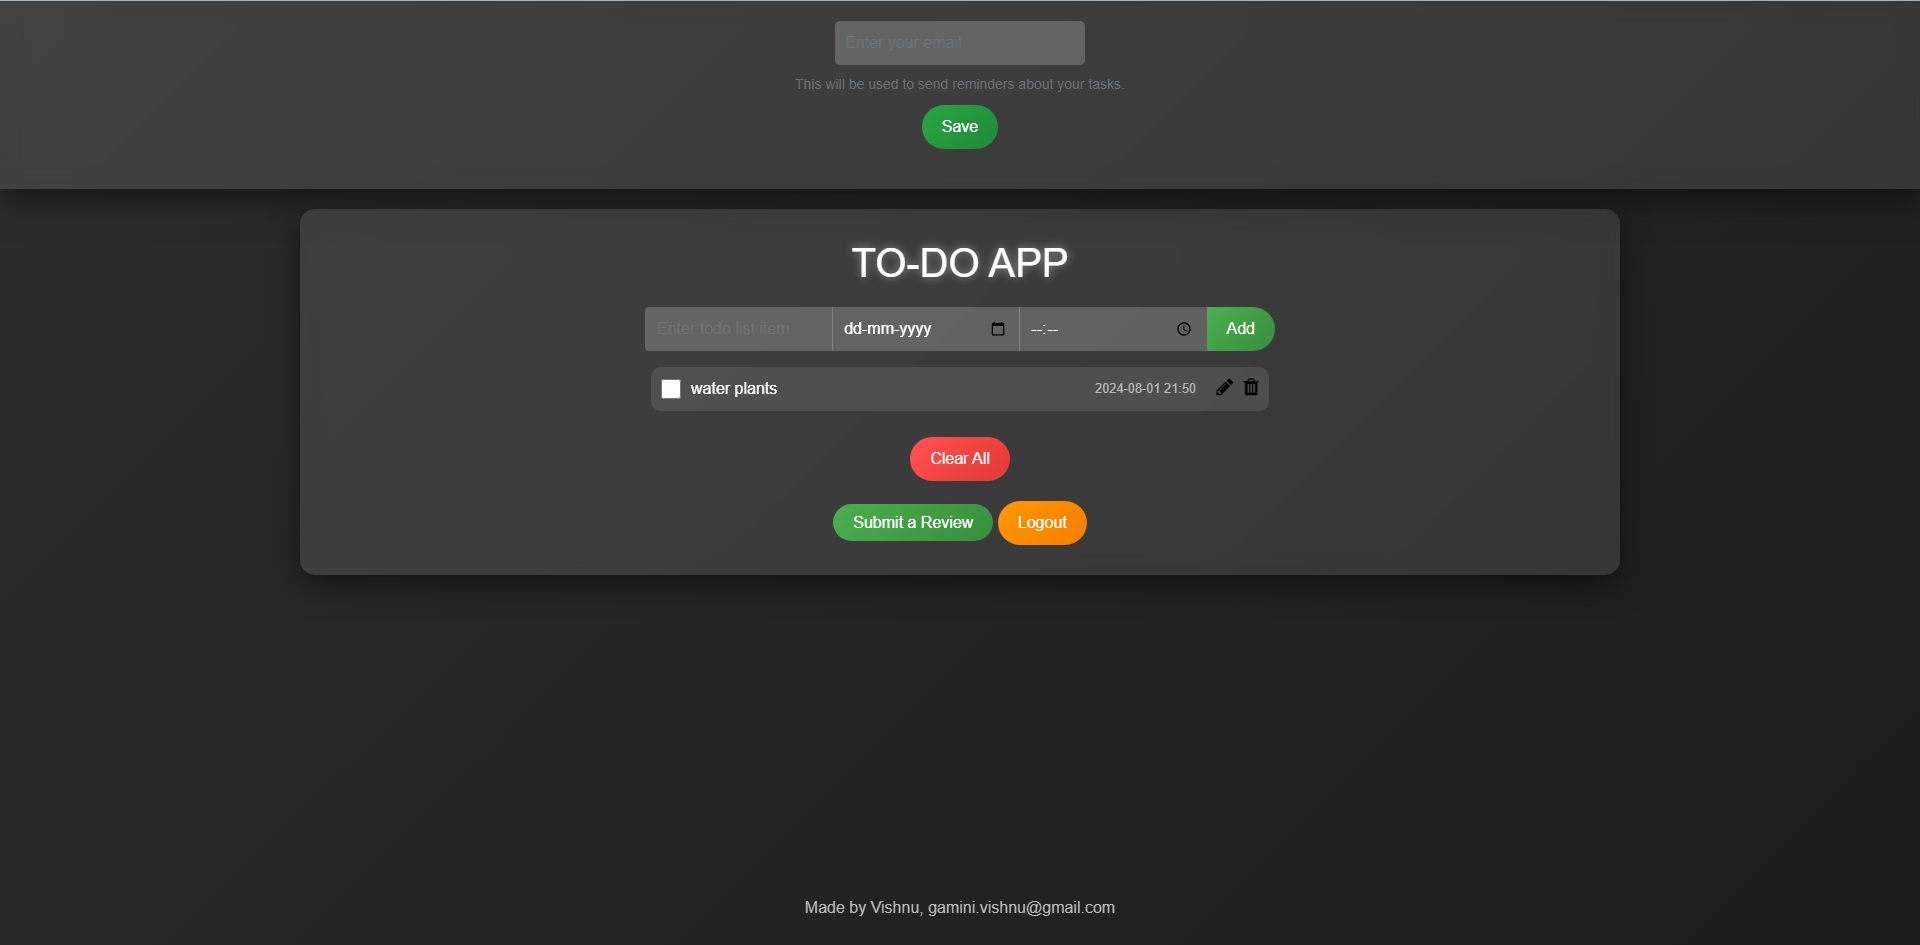 Enter your email
This will be used to send reminders about your tasks.
Save
TO-DO APP
Enter todo list item dd-mm-yyyy --:-- Add
water plants 2024-08-01 21:50
Clear All
Submit a Review Logout
Made by Vishnu, gamini.vishnu@gmail.com